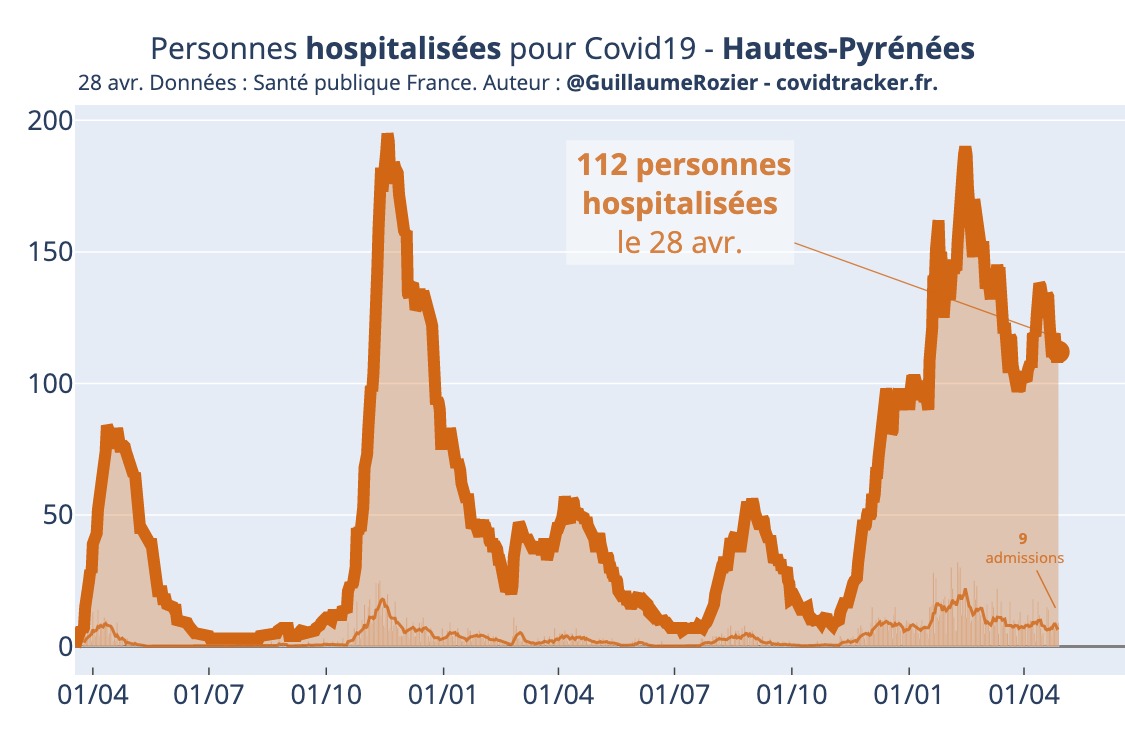 Personnes hospitalisées pour Covid19 - Hautes-Pyrénées
28 avr. Données : Santé publique France. Auteur : @GuillaumeRozier - covidtracker.fr.
200
112 personnes
hospitalisées
le 28 avr.
150
100
50
9
admissions
0
01/04 01/07 01/10 01/01 01/04 01/07 01/10 01/01 01/04